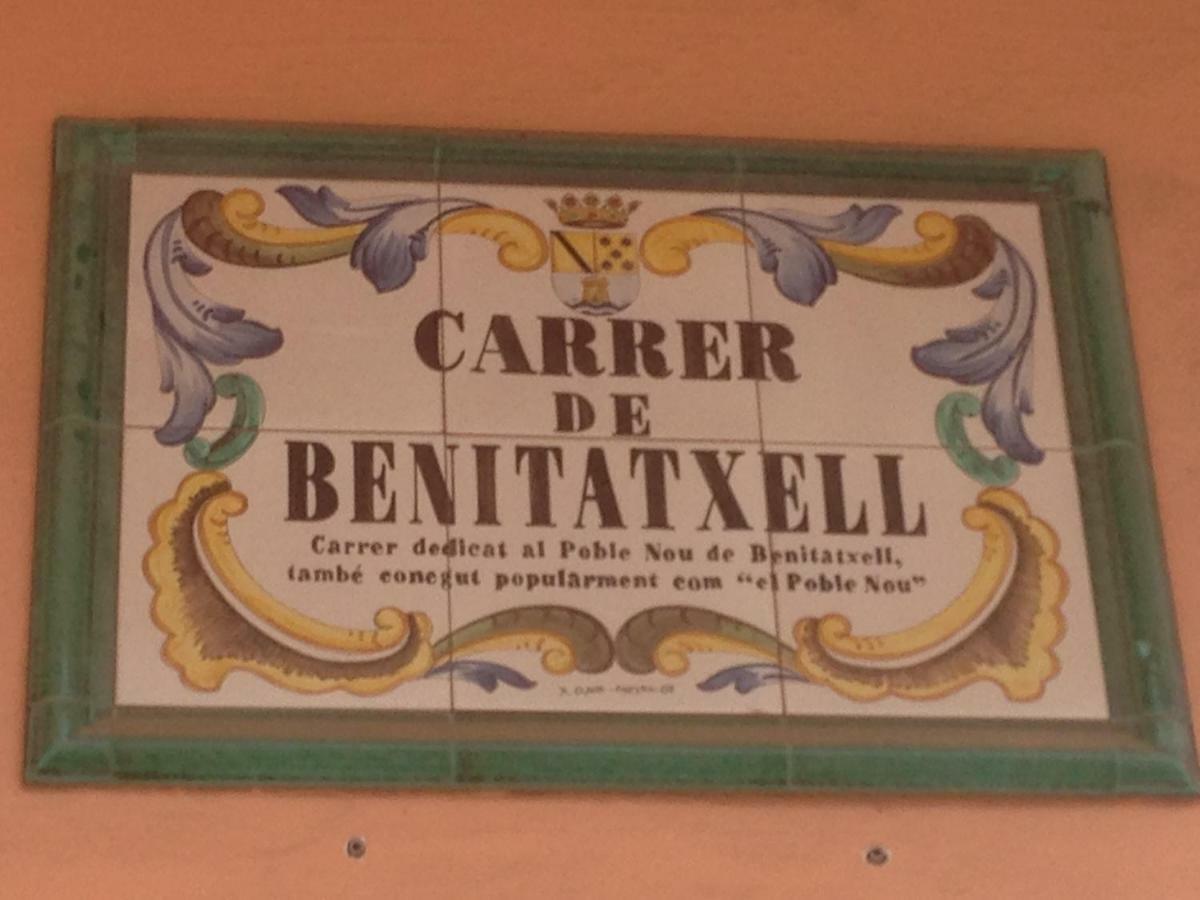 CARRER
DE
BENITATXELL
Carrer dedicat al Poble Nou de Benitatxell,
també conegut popularment com “el Poble Nou”